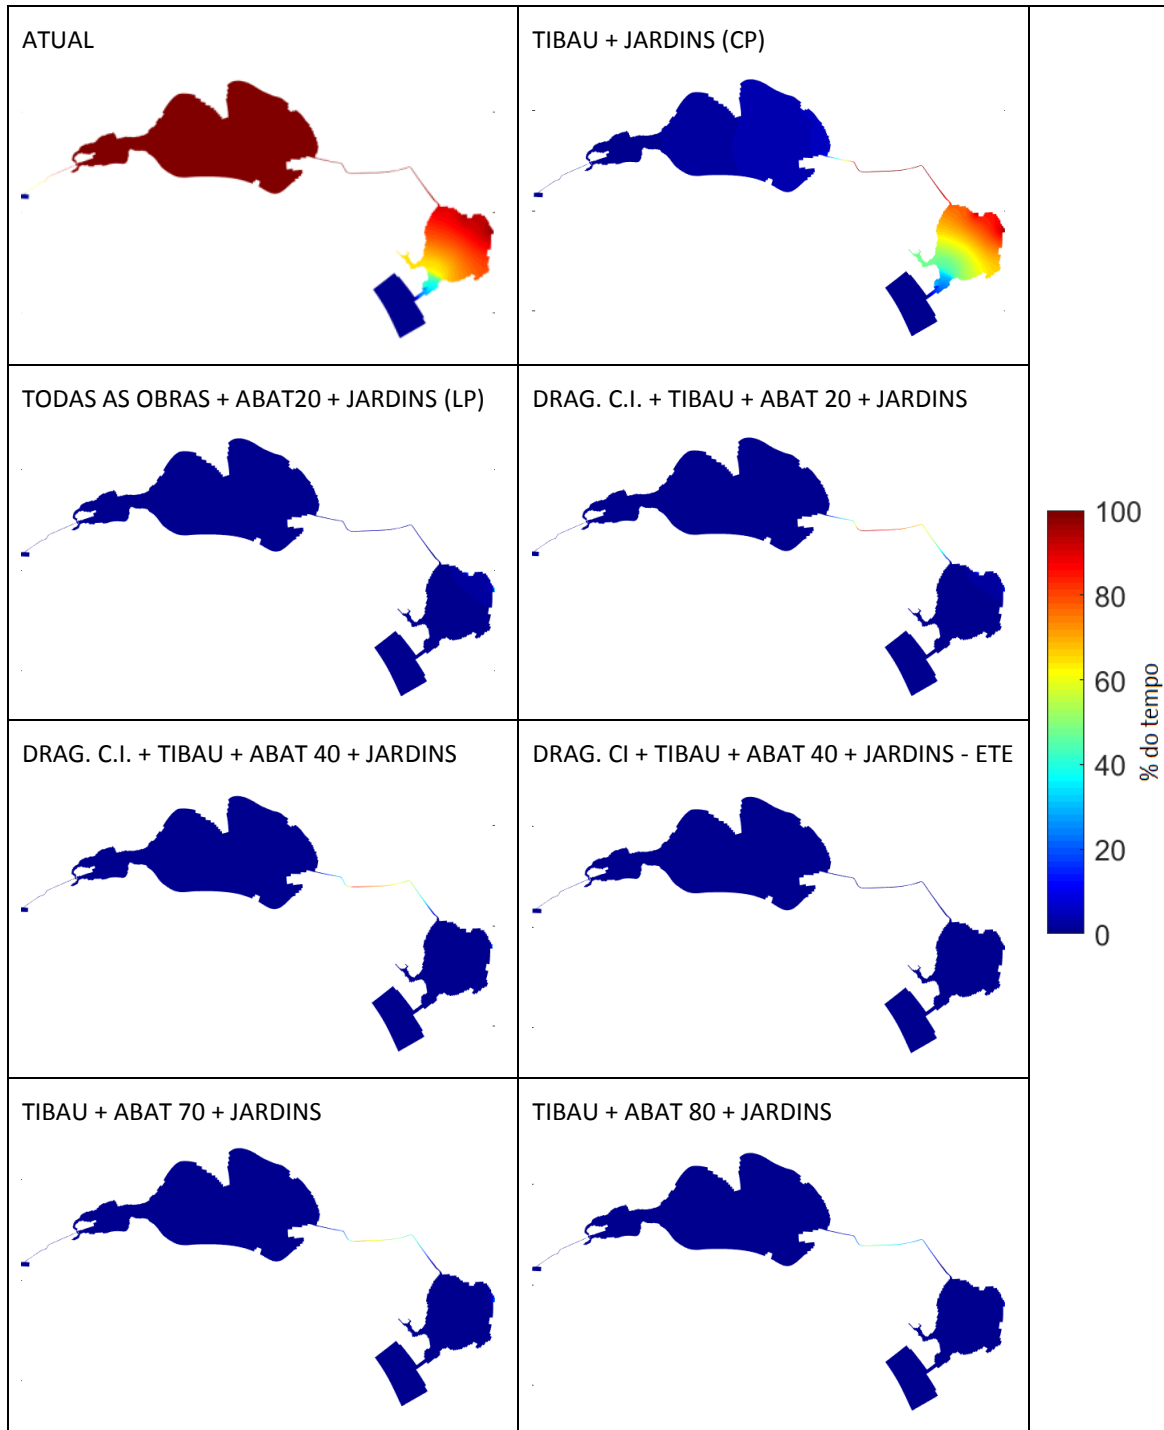 ATUAL
TIBAU + JARDINS (CP)
TODAS AS OBRAS + ABAT20 + JARDINS (LP)
DRAG. C.I. + TIBAU + ABAT 20 + JARDINS
DRAG. C.I. + TIBAU + ABAT 40 + JARDINS
DRAG. CI + TIBAU + ABAT 40 + JARDINS - ETE
TIBAU + ABAT 70 + JARDINS
TIBAU + ABAT 80 + JARDINS
100
80
60
40
20
0
% do tempo